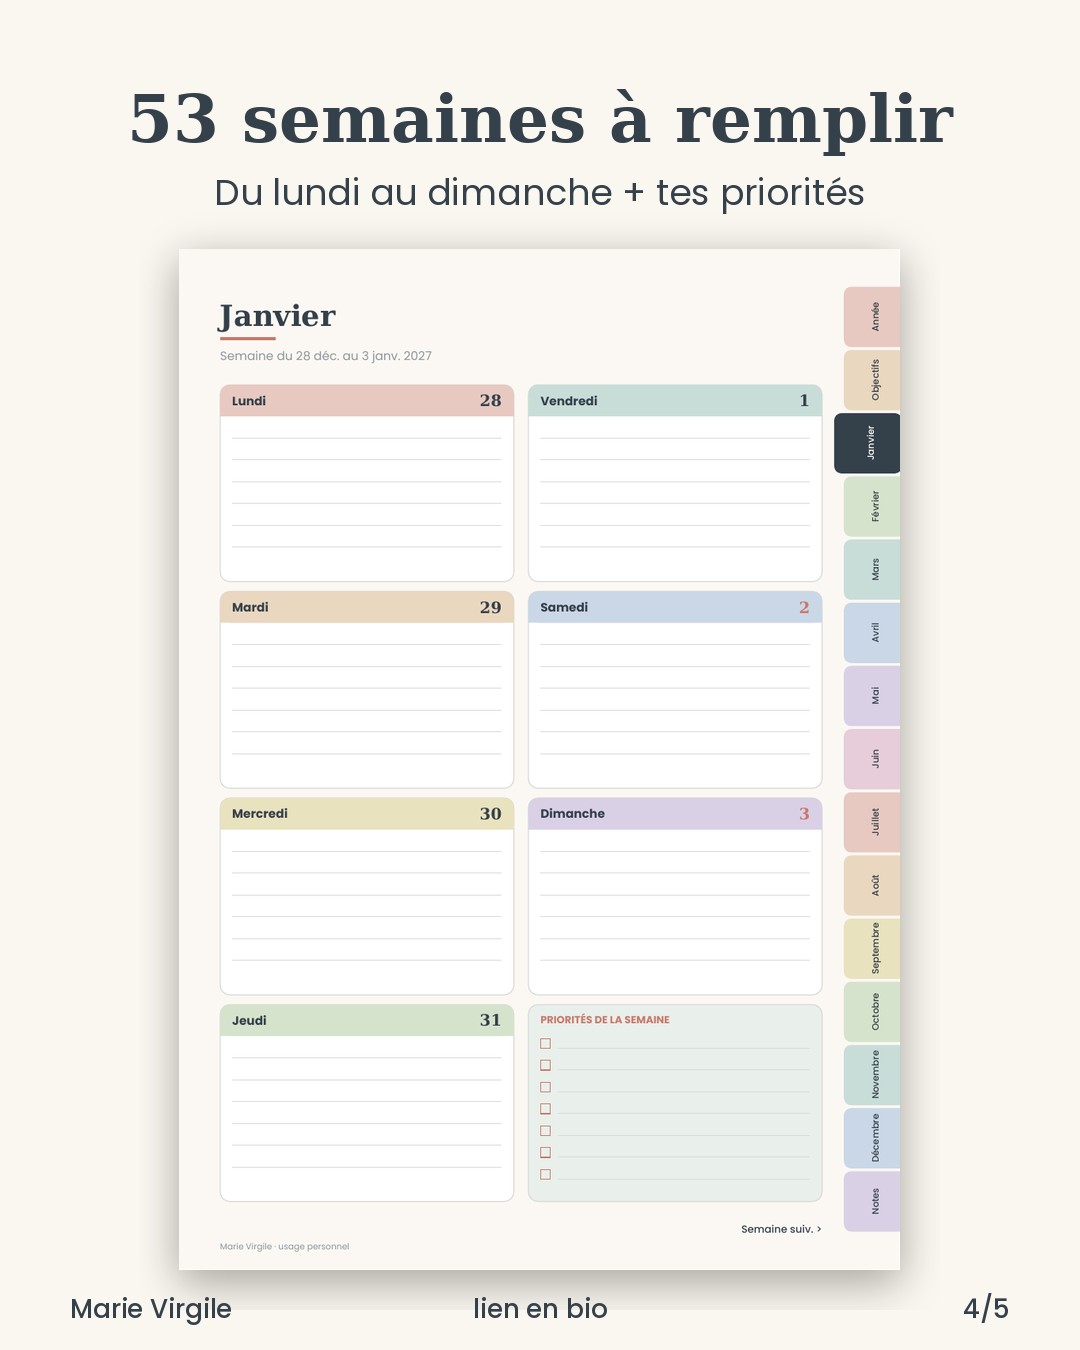 53 semaines à remplir
Du lundi au dimanche + tes priorités
Janvier
Semaine du 28 déc. au 3 janv. 2027
Lundi 28
Mardi 29
Mercredi 30
Jeudi 31
Vendredi 1
Samedi 2
Dimanche 3
PRIORITÉS DE LA SEMAINE
Semaine suiv. >
Marie Virgile · usage personnel
Année
Objectifs
Janvier
Février
Mars
Avril
Mai
Juin
Juillet
Août
Septembre
Octobre
Novembre
Décembre
Notes
Marie Virgile
lien en bio
4/5